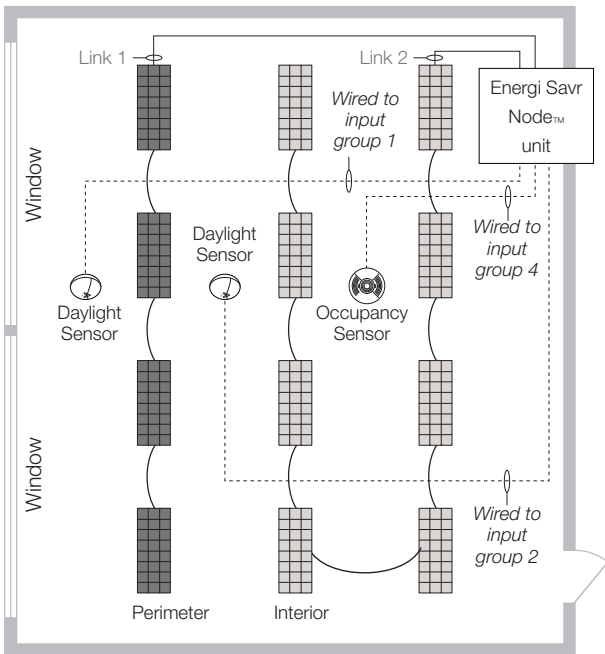 Link 1
Link 2
Energi Savr
Node™
unit
Wired to
input
group 1
Window
Wired to
input
group 4
Daylight
Sensor
Daylight
Sensor
Occupancy
Sensor
Window
Wired to
input
group 2
Perimeter
Interior